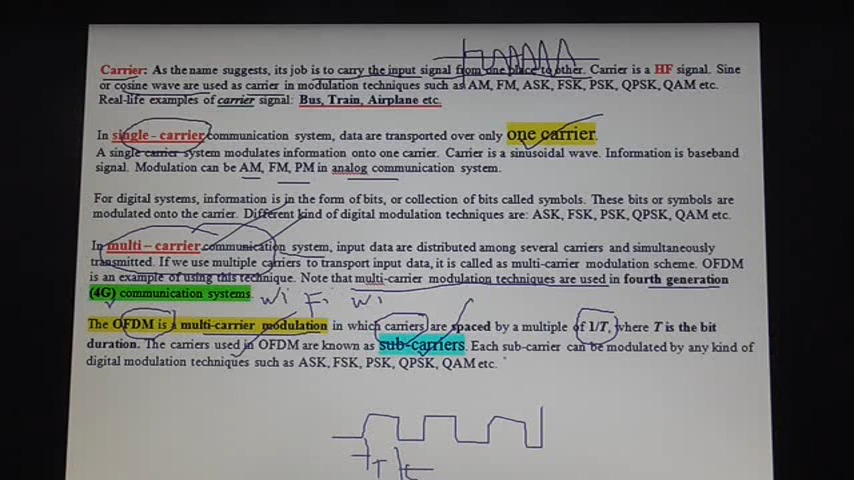 Carrier: As the name suggests, its job is to carry the input signal from one place to other. Carrier is a HF signal. Sine
or cosine wave are used as carrier in modulation techniques such as AM, FM, ASK, FSK, PSK, QPSK, QAM etc.
Real-life examples of carrier signal: Bus, Train, Airplane etc.
In single - carrier communication system, data are transported over only one carrier.
A single carrier system modulates information onto one carrier. Carrier is a sinusoidal wave. Information is baseband
signal. Modulation can be AM, FM, PM in analog communication system.
For digital systems, information is in the form of bits, or collection of bits called symbols. These bits or symbols are
modulated onto the carrier. Different kind of digital modulation techniques are: ASK, FSK, PSK, QPSK, QAM etc.
In multi – carrier communication system, input data are distributed among several carriers and simultaneously
transmitted. If we use multiple carriers to transport input data, it is called as multi-carrier modulation scheme. OFDM
is an example of using this technique. Note that multi-carrier modulation techniques are used in fourth generation
(4G) communication systems.
Wi Fi Wi
The OFDM is a multi-carrier modulation in which carriers are spaced by a multiple of 1/T, where T is the bit
duration. The carriers used in OFDM are known as sub-carriers. Each sub-carrier can be modulated by any kind of
digital modulation techniques such as ASK, FSK, PSK, QPSK, QAM etc.
T